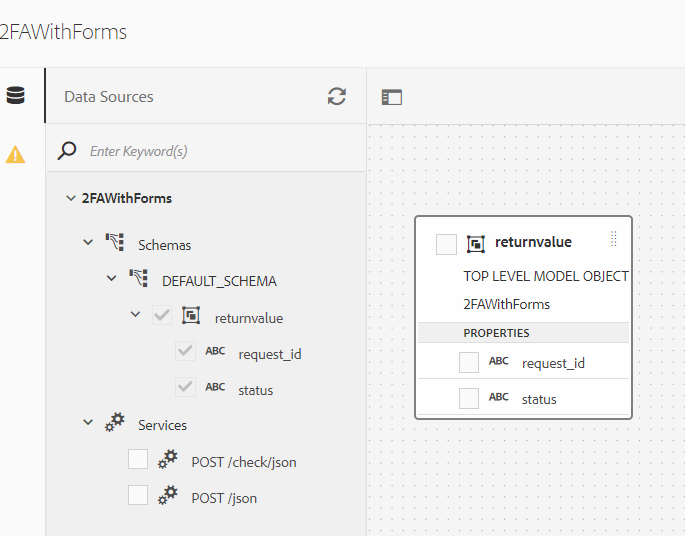 2FAWithForms
Data Sources
Enter Keyword(s)
2FAWithForms
Schemas
DEFAULT_SCHEMA
returnvalue
ABC request_id
ABC status
Services
POST /check/json
POST /json
returnvalue
TOP LEVEL MODEL OBJECT
2FAWithForms
PROPERTIES
ABC request_id
ABC status